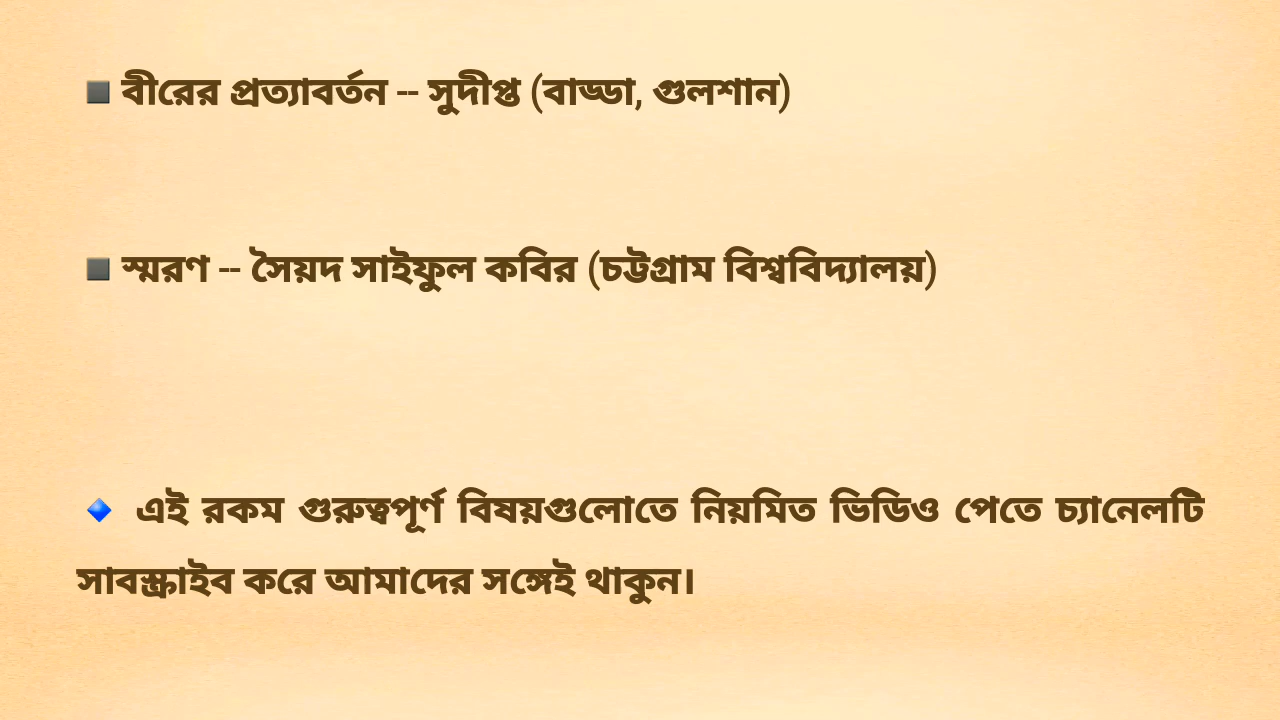 বীরের প্রত্যাবর্তন -- সুদীপ্ত (বাড্ডা, গুলশান)
স্মরণ -- সৈয়দ সাইফুল কবির (চট্টগ্রাম বিশ্ববিদ্যালয়)
এই রকম গুরুত্বপূর্ণ বিষয়গুলোতে নিয়মিত ভিডিও পেতে চ্যানেলটি
সাবস্ক্রাইব করে আমাদের সঙ্গেই থাকুন।